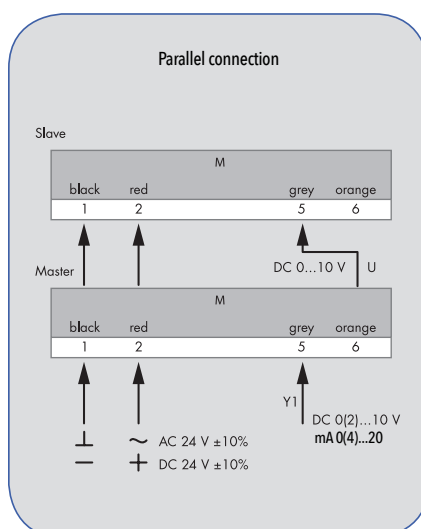 Parallel connection
Slave
M
black red grey orange
1 2 5 6
Master
DC 0...10 V U
M
black red grey orange
1 2 5 6
Y1
DC 0(2)...10 V
⊥ ~ AC 24 V ±10% mA 0(4)...20
− + DC 24 V ±10%